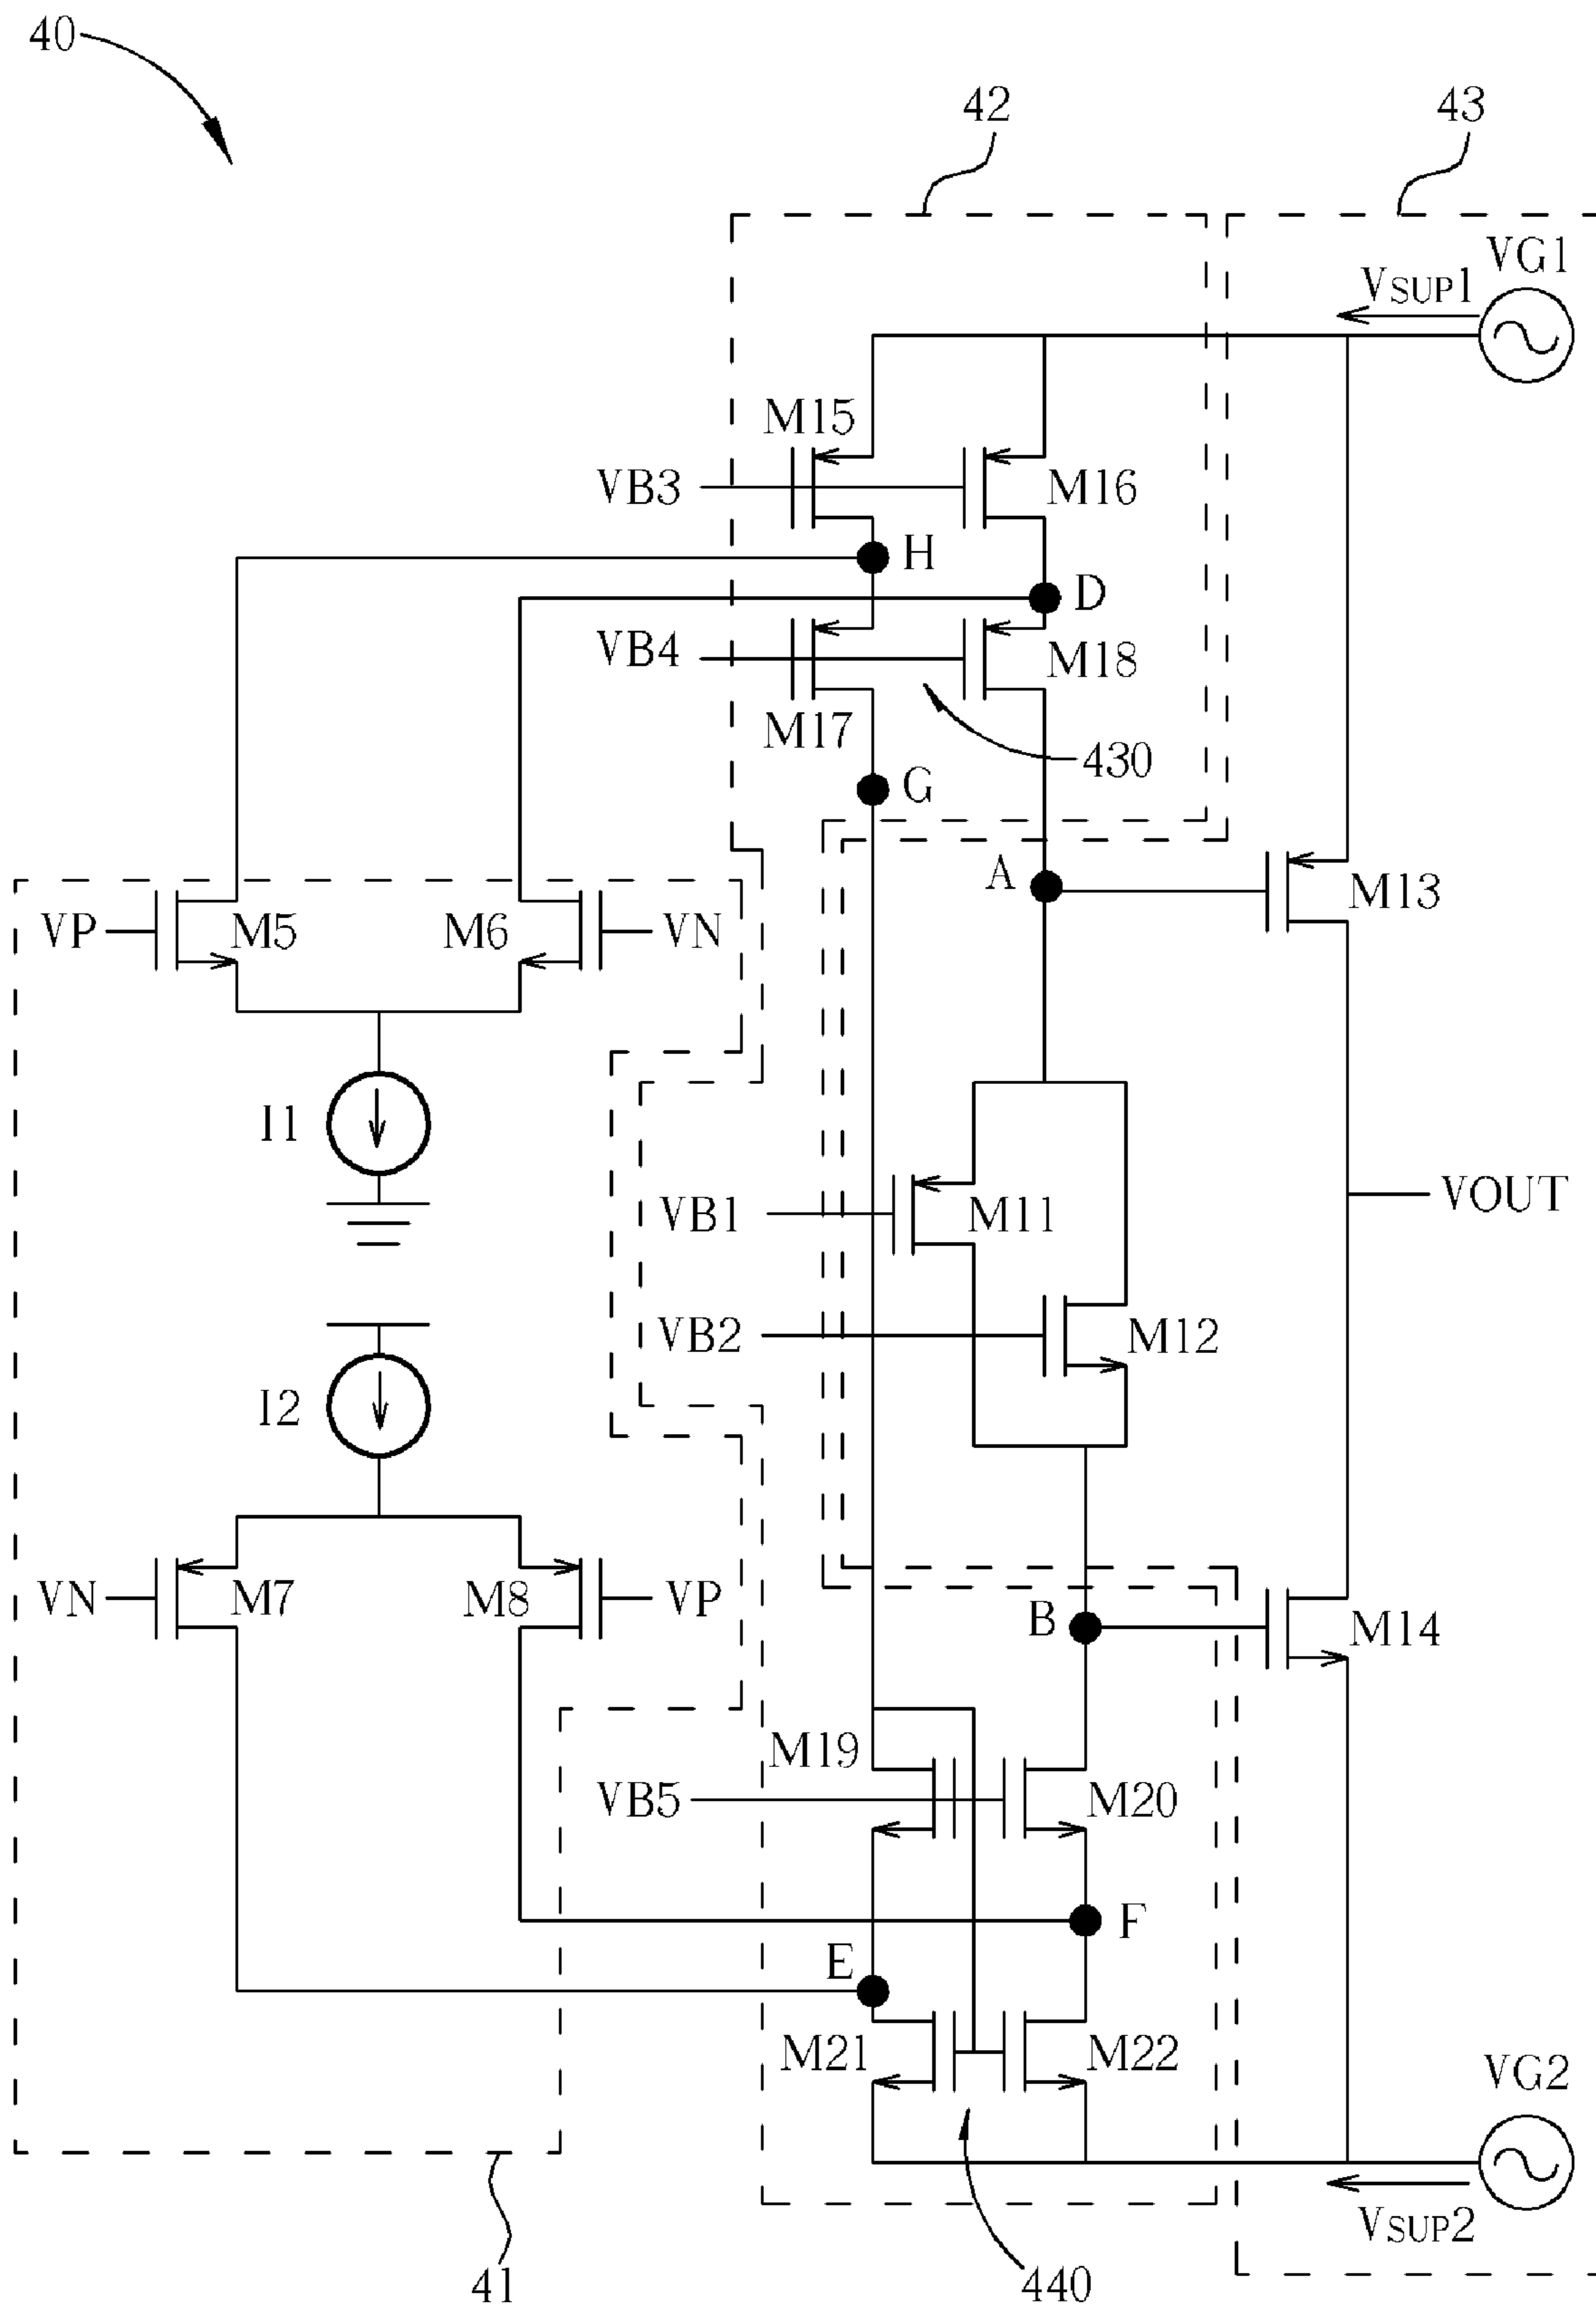 40
42
43
VG1
VSUP1
M15
VB3
M16
H
D
VB4
M18
M17
430
G
A
M13
VP
M5
M6
VN
I1
VB1
M11
VOUT
VB2
M12
I2
VN
M7
M8
VP
B
M14
M19
VB5
M20
F
E
M21
M22
VG2
VSUP2
41
440